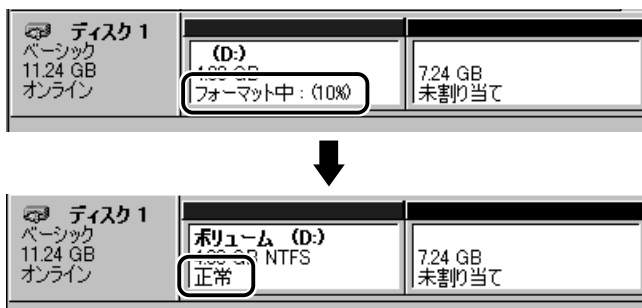 ディスク 1
ベーシック
11.24 GB
オンライン
(D:)
GB
フォーマット中 : (10%)
7.24 GB
未割り当て
ディスク 1
ベーシック
11.24 GB
オンライン
ボリューム (D:)
GB NTFS
正常
7.24 GB
未割り当て